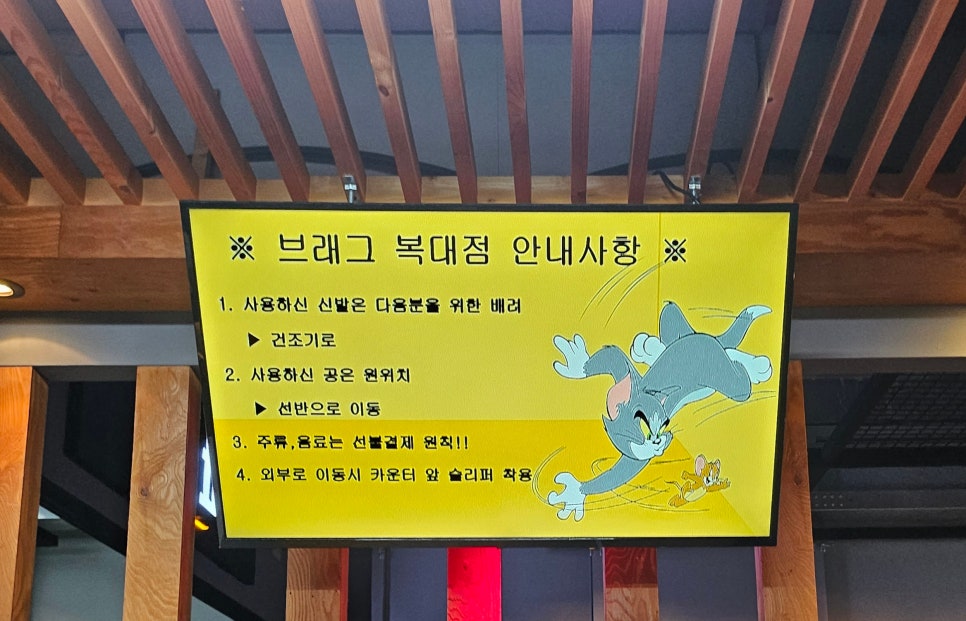 ※ 브래그 복대점 안내사항 ※
1. 사용하신 신발은 다음분을 위한 배려
▶ 건조기로
2. 사용하신 공은 원위치
▶ 선반으로 이동
3. 주류,음료는 선불결제 원칙!!
4. 외부로 이동시 카운터 앞 슬리퍼 착용